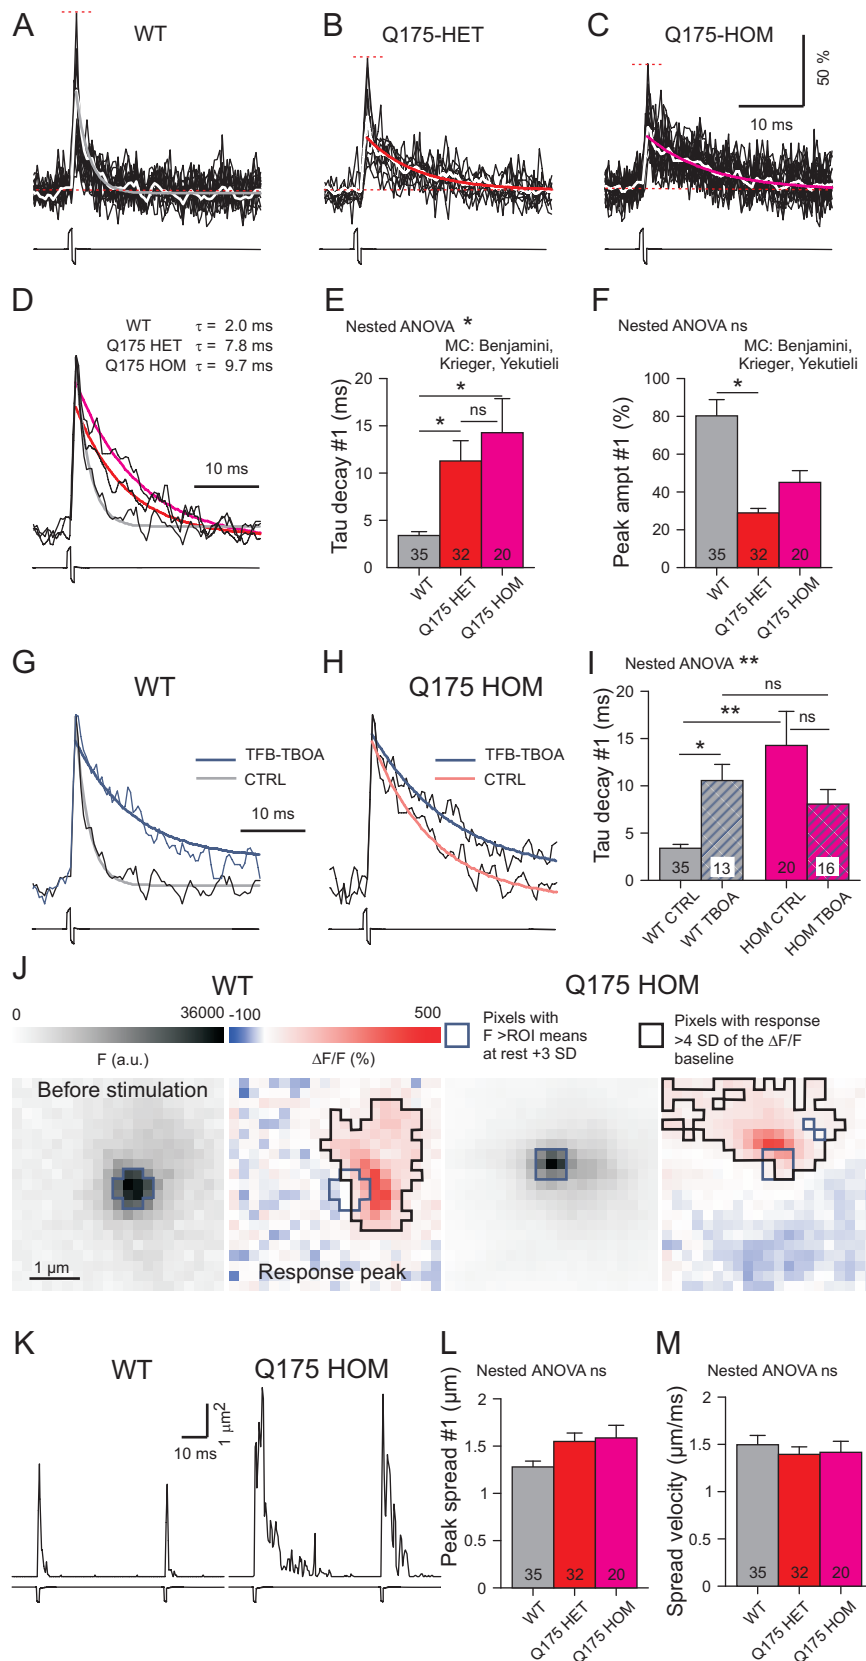 A
WT
B
Q175-HET
C
Q175-HOM
50 %
10 ms
D
WT τ = 2.0 ms
Q175 HET τ = 7.8 ms
Q175 HOM τ = 9.7 ms
10 ms
E
Nested ANOVA *
MC: Benjamini,
Krieger, Yekutieli
Tau decay #1 (ms)
20
15
10
5
0
*
*
ns
35
32
20
WT
Q175 HET
Q175 HOM
F
Nested ANOVA ns
MC: Benjamini,
Krieger, Yekutieli
Peak ampt #1 (%)
100
80
60
40
20
0
*
35
32
20
WT
Q175 HET
Q175 HOM
G
WT
TFB-TBOA
CTRL
10 ms
H
Q175 HOM
TFB-TBOA
CTRL
I
Nested ANOVA **
Tau decay #1 (ms)
20
15
10
5
0
ns
**
ns
*
35
13
20
16
WT CTRL
WT TBOA
HOM CTRL
HOM TBOA
J
WT
Q175 HOM
0
36000
F (a.u.)
-100
500
ΔF/F (%)
Pixels with
F >ROI means
at rest +3 SD
Pixels with response
>4 SD of the ΔF/F
baseline
Before stimulation
1 µm
Response peak
K
WT
Q175 HOM
10 ms
1 µm2
L
Nested ANOVA ns
Peak spread #1 (µm)
2
1.5
1
0.5
0
35
32
20
WT
Q175 HET
Q175 HOM
M
Nested ANOVA ns
Spread velocity (µm/ms)
2
1.5
1
0.5
0
35
32
20
WT
Q175 HET
Q175 HOM